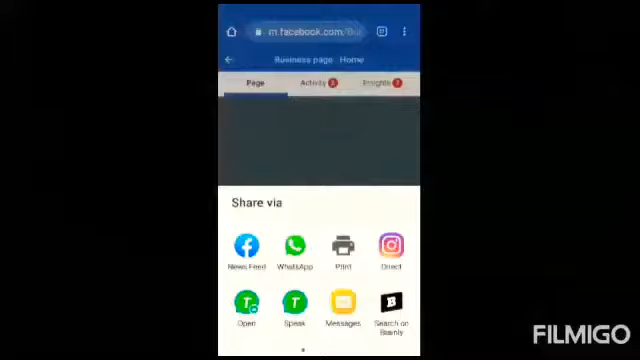 m.facebook.com/Bu
Business page Home
Page Activity Insights
Share via
News Feed WhatsApp Print Direct
Open Speak Messages Search on
Brainly
FILMIGO